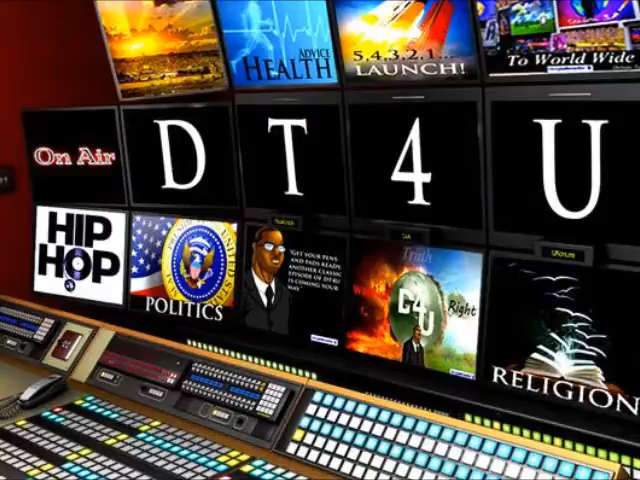 ADVICE
HEALTH
5,4,3,2,1...
LAUNCH!
To World Wide
On Air
D
T
4
U
HIP
HOP
POLITICS
"GET YOUR PENS
AND PADS READY,
ANOTHER CLASSIC
EPISODE OF DT4U
IS COMING YOUR
WAY"
Truth
G4U
Right
RELIGION